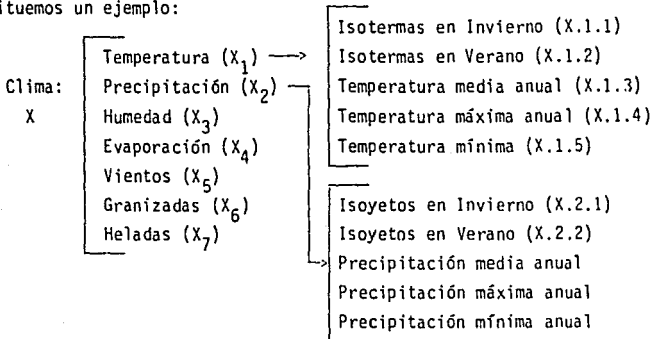 ituemos un ejemplo:
Clima:
X
Temperatura (X₁)
Precipitación (X₂)
Humedad (X₃)
Evaporación (X₄)
Vientos (X₅)
Granizadas (X₆)
Heladas (X₇)
Isotermas en Invierno (X.1.1)
Isotermas en Verano (X.1.2)
Temperatura media anual (X.1.3)
Temperatura máxima anual (X.1.4)
Temperatura mínima (X.1.5)
Isoyetos en Invierno (X.2.1)
Isoyetos en Verano (X.2.2)
Precipitación media anual
Precipitación máxima anual
Precipitación mínima anual